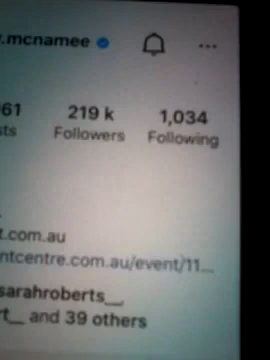 .mcnamee
61 219 k 1,034
sts Followers Following
t.com.au
ntcentre.com.au/event/11...
sarahroberts__
rt__ and 39 others